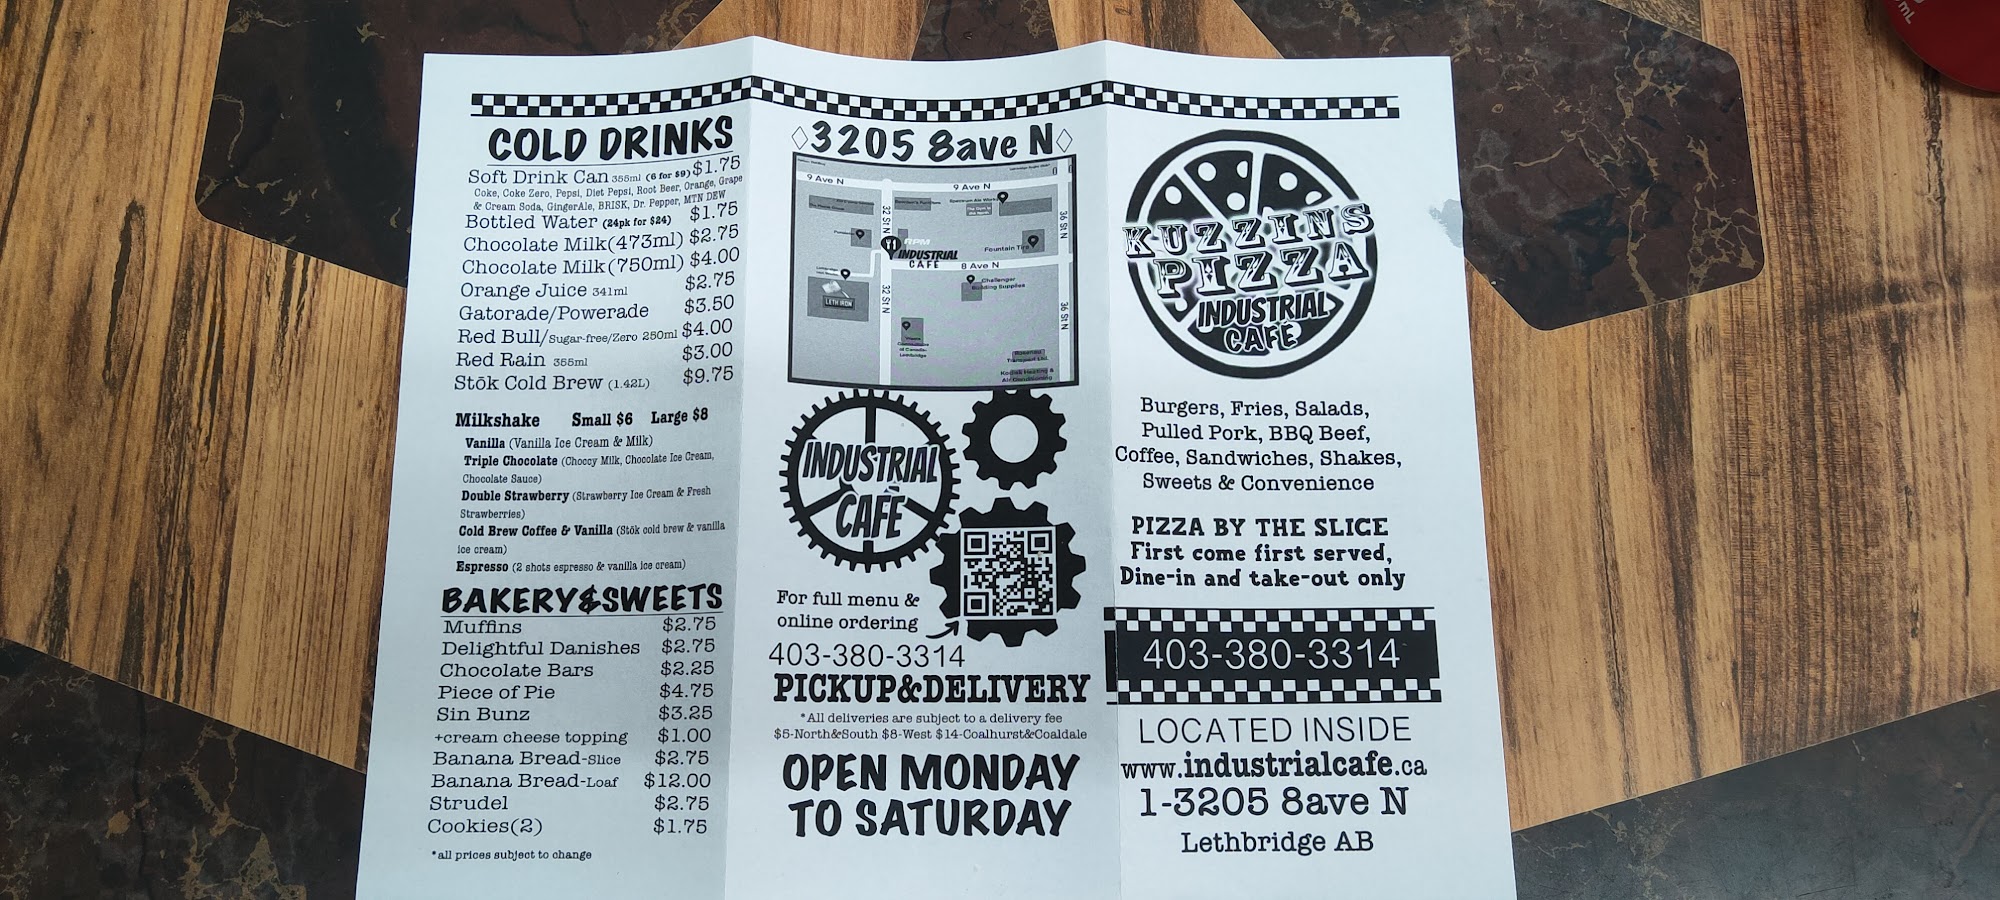 COLD DRINKS
Soft Drink Can 355ml (6 for $9) $1.75
Coke, Coke Zero, Pepsi, Diet Pepsi, Root Beer, Orange, Grape
& Cream Soda, GingerAle, BRISK, Dr. Pepper, MTN DEW
Bottled Water (24pk for $24) $1.75
Chocolate Milk(473ml) $2.75
Chocolate Milk(750ml) $4.00
Orange Juice 341ml $2.75
Gatorade/Powerade $3.50
Red Bull/Sugar-free/Zero 250ml $4.00
Red Rain 355ml $3.00
Stōk Cold Brew (1.42L) $9.75
Milkshake Small $6 Large $8
Vanilla (Vanilla Ice Cream & Milk)
Triple Chocolate (Choccy Milk, Chocolate Ice Cream,
Chocolate Sauce)
Double Strawberry (Strawberry Ice Cream & Fresh
Strawberries)
Cold Brew Coffee & Vanilla (Stōk cold brew & vanilla
ice cream)
Espresso (2 shots espresso & vanilla ice cream)
BAKERY&SWEETS
Muffins $2.75
Delightful Danishes $2.75
Chocolate Bars $2.25
Piece of Pie $4.75
Sin Bunz $3.25
+cream cheese topping $1.00
Banana Bread-Slice $2.75
Banana Bread-Loaf $12.00
Strudel $2.75
Cookies(2) $1.75
*all prices subject to change
3205 8ave N
9 Ave N
9 Ave N
32 St N
36 St N
RPM
INDUSTRIAL
CAFÉ
Fountain Tire
8 Ave N
Challenger
Building Supplies
LETH IRON
32 St N
36 St N
Kodiak Heating &
Air Conditioning
INDUSTRIAL
CAFÉ
For full menu &
online ordering
403-380-3314
PICKUP&DELIVERY
*All deliveries are subject to a delivery fee
$5-North&South $8-West $14-Coalhurst&Coaldale
OPEN MONDAY
TO SATURDAY
KUZZIN'S
PIZZA
INDUSTRIAL
CAFÉ
Burgers, Fries, Salads,
Pulled Pork, BBQ Beef,
Coffee, Sandwiches, Shakes,
Sweets & Convenience
PIZZA BY THE SLICE
First come first served,
Dine-in and take-out only
403-380-3314
LOCATED INSIDE
www.industrialcafe.ca
1-3205 8ave N
Lethbridge AB
mL